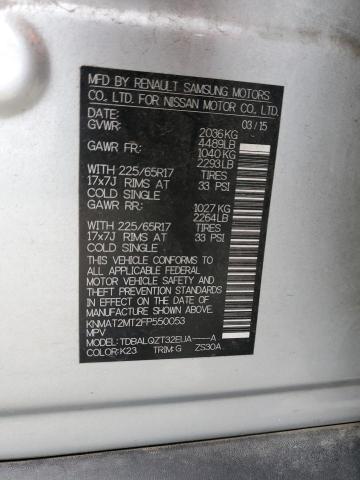 MFD BY RENAULT SAMSUNG MOTORS
CO., LTD. FOR NISSAN MOTOR CO., LTD.
DATE: 03/15
GVWR: 2036KG
4489LB
GAWR FR: 1040KG
2293LB
WITH 225/65R17 TIRES
17x7J RIMS AT 33 PSI
COLD SINGLE
GAWR RR: 1027KG
2264LB
WITH 225/65R17 TIRES
17x7J RIMS AT 33 PSI
COLD SINGLE
THIS VEHICLE CONFORMS TO ALL
APPLICABLE FEDERAL MOTOR
VEHICLE SAFETY, BUMPER, AND
THEFT PREVENTION STANDARDS
IN EFFECT ON THE DATE OF
MANUFACTURE SHOWN ABOVE.
KNMAT2MT2FP550053
MPV
MODEL: TDBALQZT32EUA-----A
COLOR:K23 TRIM:G ZS30A